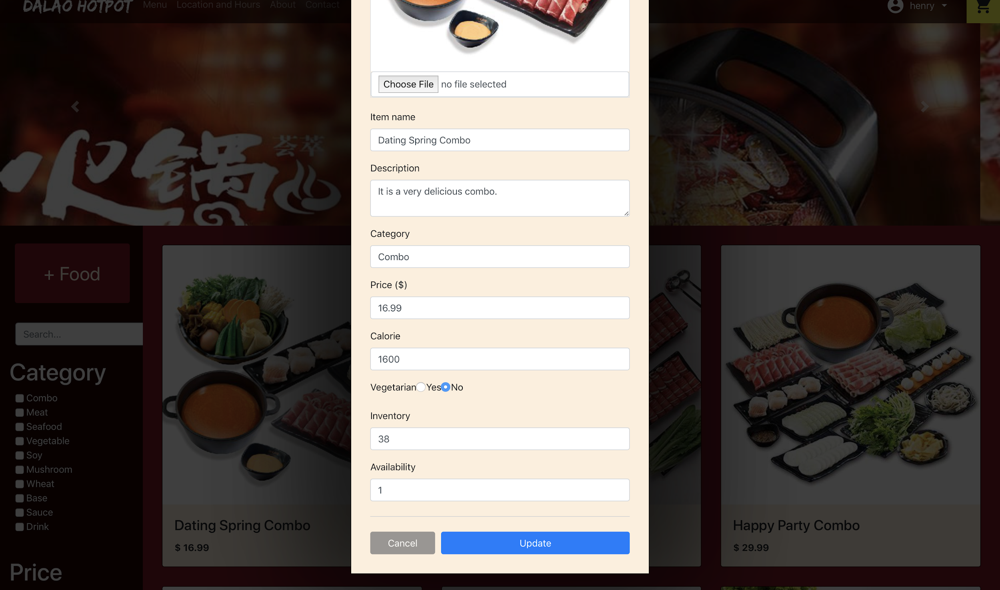 DALAO HOTPOT
Menu Location and Hours About Contact
henry
火锅
荟萃
Choose File no file selected
Item name
Dating Spring Combo
Description
It is a very delicious combo.
Category
Combo
Price ($)
16.99
Calorie
1600
Vegetarian Yes No
Inventory
38
Availability
1
Cancel Update
+ Food
Search...
Category
Combo
Meat
Seafood
Vegetable
Soy
Mushroom
Wheat
Base
Sauce
Drink
Price
Dating Spring Combo
$ 16.99
Happy Party Combo
$ 29.99